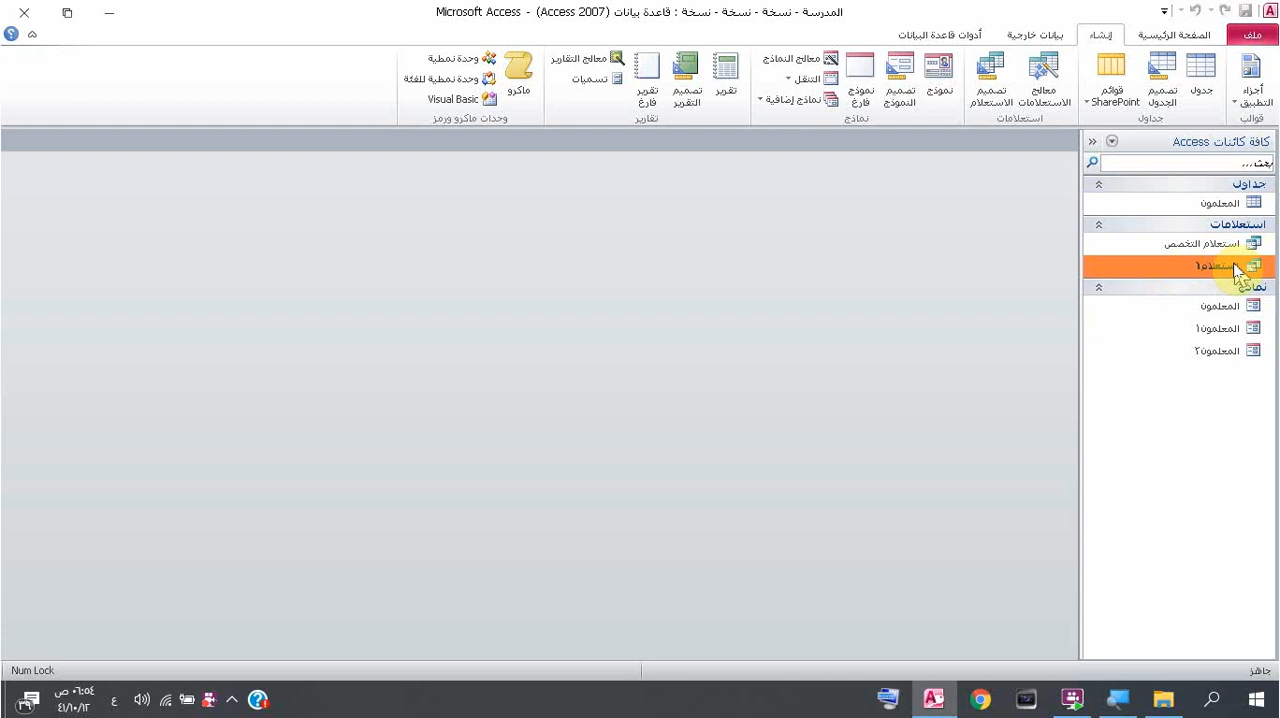 المدرسة - نسخة - نسخة - نسخة : قاعدة بيانات (Access 2007) - Microsoft Access
ملف
الصفحة الرئيسية
إنشاء
بيانات خارجية
أدوات قاعدة البيانات
أجزاء التطبيق
قوالب
جدول
تصميم الجدول
قوائم SharePoint
جداول
معالج الاستعلامات
تصميم الاستعلام
استعلامات
نموذج
تصميم النموذج
نموذج فارغ
معالج النماذج
التنقل
نماذج إضافية
نماذج
تقرير
تصميم التقرير
تقرير فارغ
معالج التقارير
تسميات
تقارير
ماكرو
وحدة نمطية
وحدة نمطية للفئة
Visual Basic
وحدات ماكرو ورمز
كافة كائنات Access
بحث...
جداول
المعلمون
استعلامات
استعلام التخصص
استعلام١
نماذج
المعلمون
المعلمون١
المعلمون٢
جاهز
Num Lock
ع
٠٦:٥٤ ص
٤١/١٠/١٢